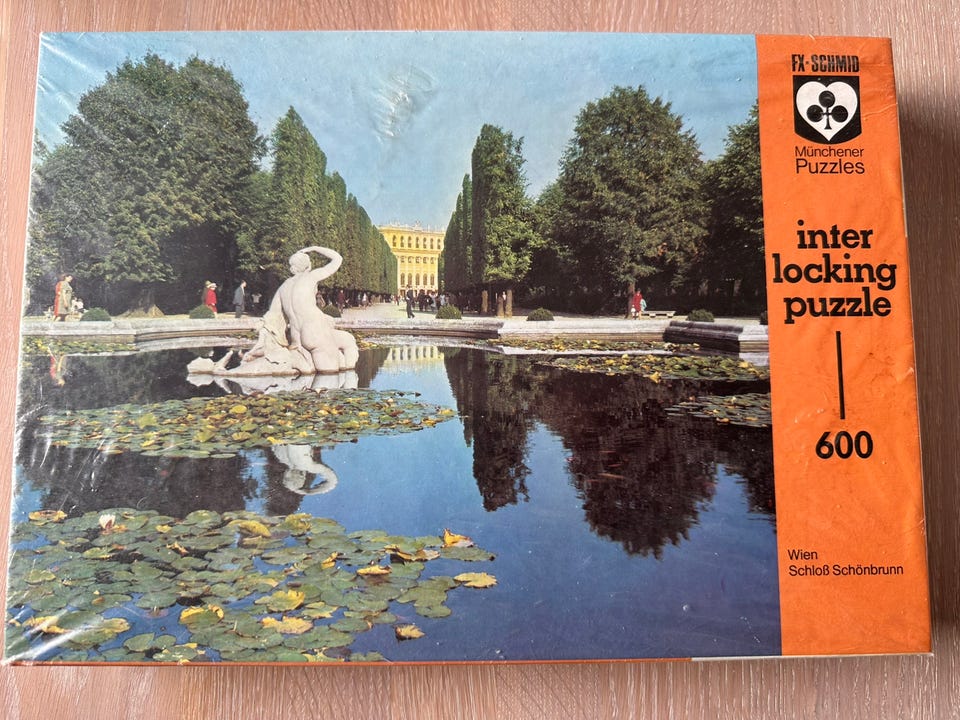 FX-SCHMID
Münchener
Puzzles
inter
locking
puzzle
600
Wien
Schloß Schönbrunn